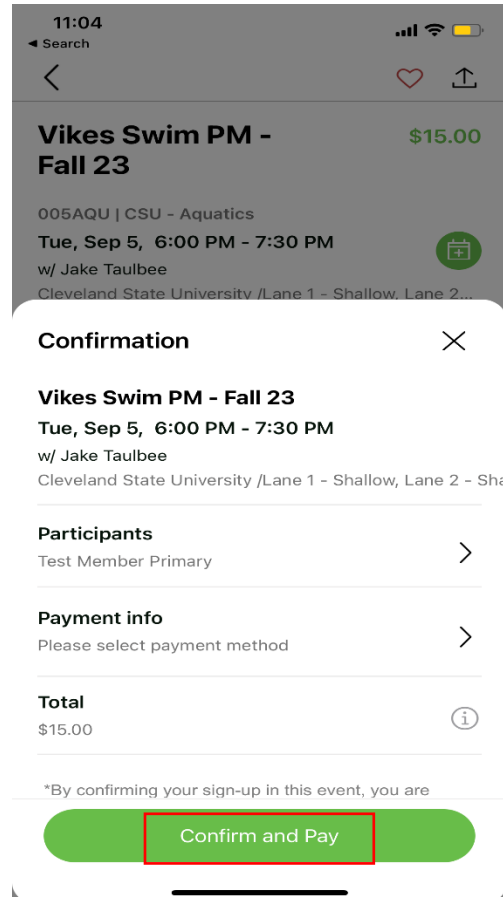 11:04
◀ Search
Vikes Swim PM -
Fall 23
$15.00
005AQU | CSU - Aquatics
Tue, Sep 5,  6:00 PM - 7:30 PM
w/ Jake Taulbee
Cleveland State University /Lane 1 - Shallow, Lane 2...
Confirmation
Vikes Swim PM - Fall 23
Tue, Sep 5,  6:00 PM - 7:30 PM
w/ Jake Taulbee
Cleveland State University /Lane 1 - Shallow, Lane 2 - Sha
Participants
Test Member Primary
Payment info
Please select payment method
Total
$15.00
*By confirming your sign-up in this event, you are
Confirm and Pay